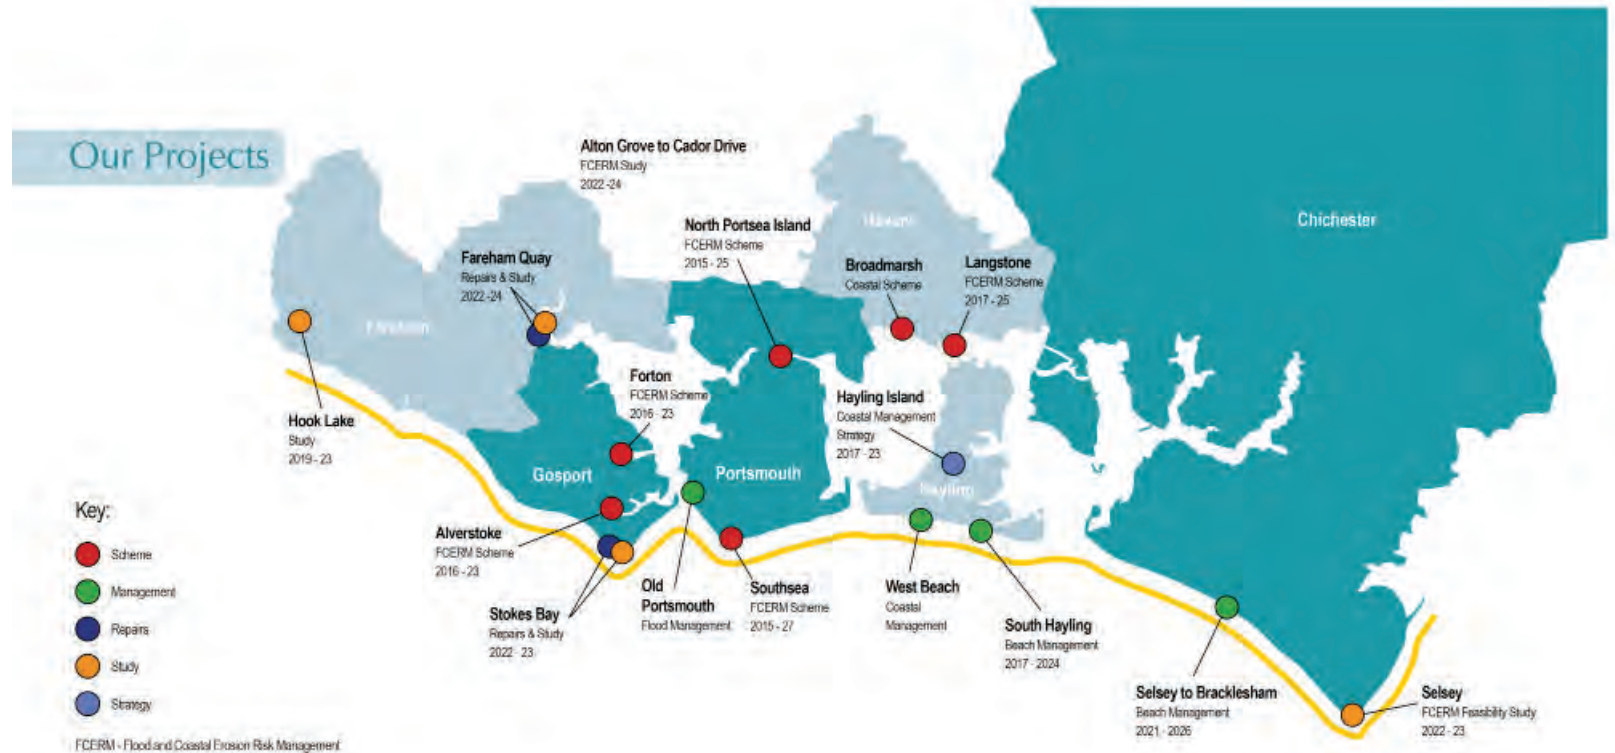 Our Projects
Alton Grove to Cador Drive
FCERM Study
2022 -24
North Portsea Island
FCERM Scheme
2015 - 25
Havant
Broadmarsh
Coastal Scheme
Langstone
FCERM Scheme
2017 - 25
Chichester
Fareham Quay
Repairs & Study
2022 -24
Fareham
Forton
FCERM Scheme
2016 - 23
Hayling Island
Coastal Management
Strategy
2017 - 23
Hook Lake
Study
2019 - 23
Gosport
Portsmouth
Hayling
Alverstoke
FCERM Scheme
2016 - 23
Stokes Bay
Repairs & Study
2022 - 23
Old
Portsmouth
Flood Management
Southsea
FCERM Scheme
2015 - 27
West Beach
Coastal
Management
South Hayling
Beach Management
2017 - 2024
Selsey to Bracklesham
Beach Management
2021 - 2026
Selsey
FCERM Feasibility Study
2022 - 23
Key:
Scheme
Management
Repairs
Study
Strategy
FCERM - Flood and Coastal Erosion Risk Management